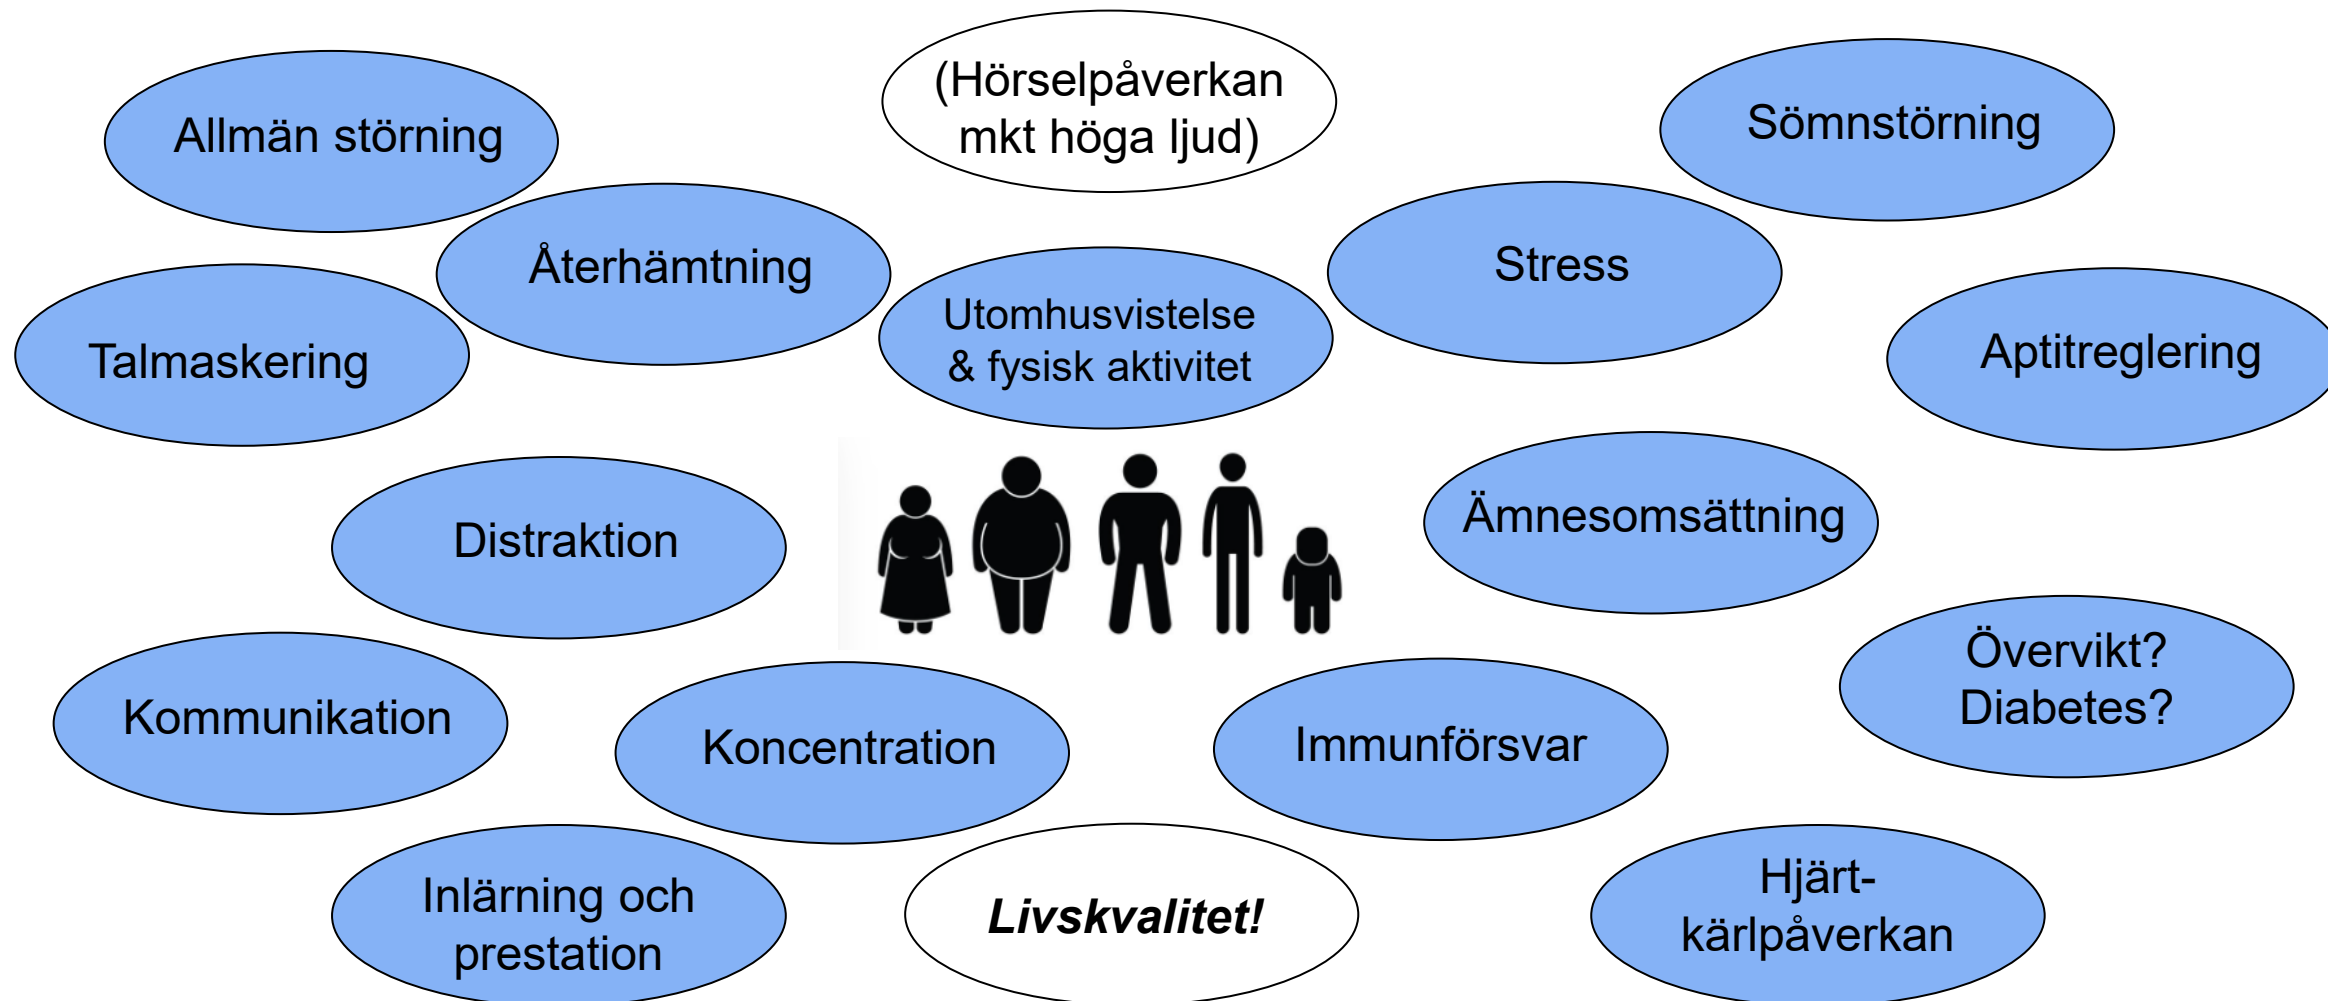 Allmän störning
(Hörselpåverkan
mkt höga ljud)
Sömnstörning
Återhämtning
Stress
Talmaskering
Utomhusvistelse
& fysisk aktivitet
Aptitreglering
Distraktion
Ämnesomsättning
Kommunikation
Koncentration
Immunförsvar
Övervikt?
Diabetes?
Inlärning och
prestation
Livskvalitet!
Hjärt-
kärlpåverkan